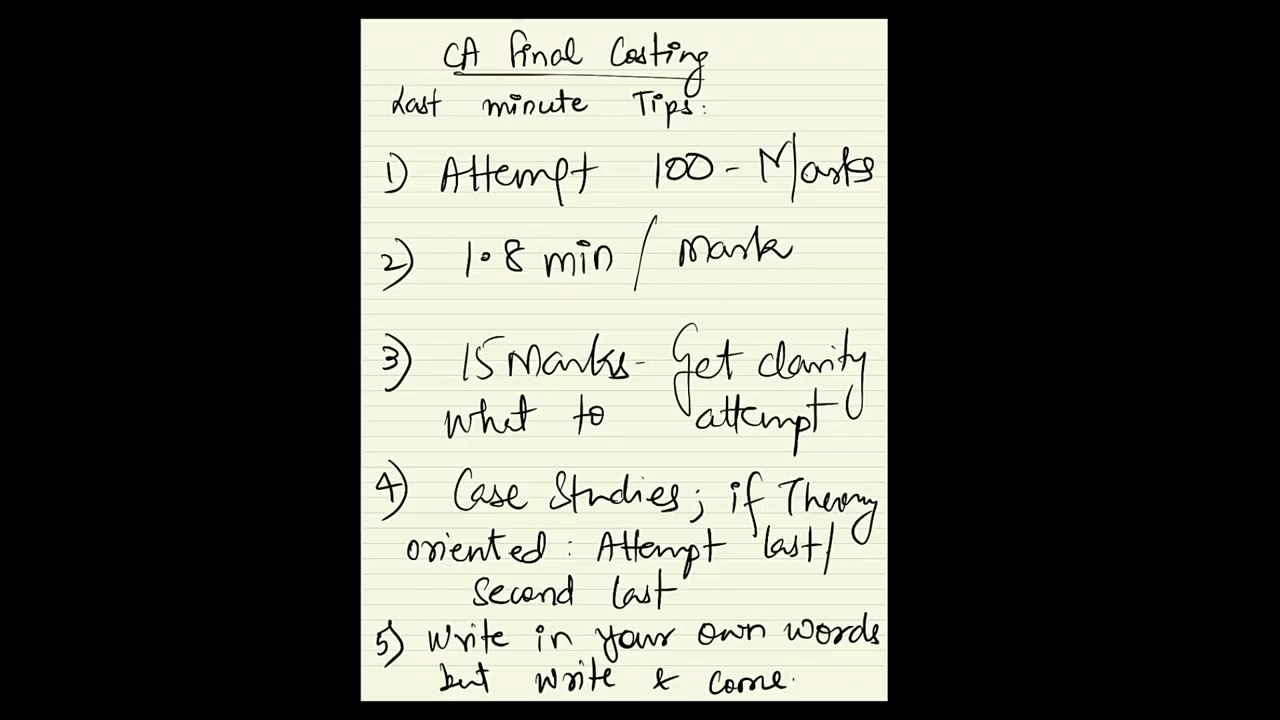 CA Final Costing
Last minute Tips:
1) Attempt 100 - Marks
2) 1.8 min / Mark
3) 15 Marks - Get clarity
what to attempt
4) Case Studies; if Theory
oriented : Attempt last/
Second last
5) Write in your own words
but write & come.